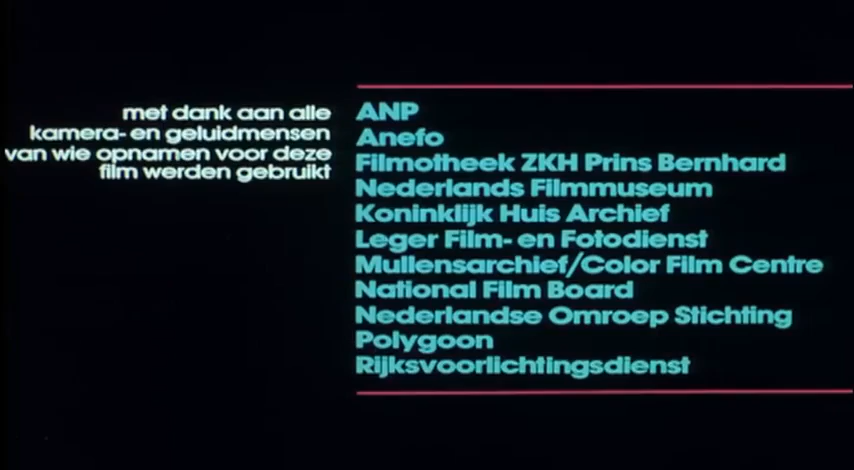 met dank aan alle
kamera- en geluidmensen
van wie opnamen voor deze
film werden gebruikt
ANP
Anefo
Filmotheek ZKH Prins Bernhard
Nederlands Filmmuseum
Koninklijk Huis Archief
Leger Film- en Fotodienst
Mullensarchief/Color Film Centre
National Film Board
Nederlandse Omroep Stichting
Polygoon
Rijksvoorlichtingsdienst